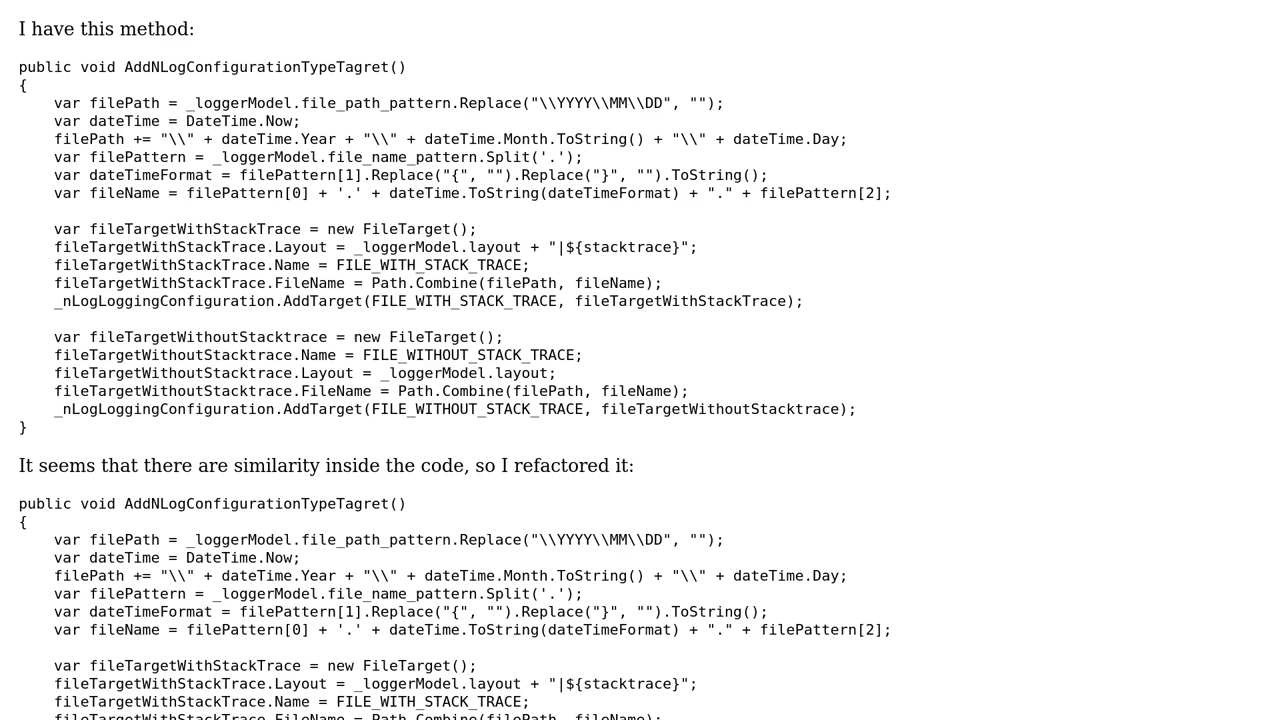 I have this method:
public void AddNLogConfigurationTypeTagret()
{
    var filePath = _loggerModel.file_path_pattern.Replace("\\YYYY\\MM\\DD", "");
    var dateTime = DateTime.Now;
    filePath += "\\" + dateTime.Year + "\\" + dateTime.Month.ToString() + "\\" + dateTime.Day;
    var filePattern = _loggerModel.file_name_pattern.Split('.');
    var dateTimeFormat = filePattern[1].Replace("{", "").Replace("}", "").ToString();
    var fileName = filePattern[0] + '.' + dateTime.ToString(dateTimeFormat) + "." + filePattern[2];

    var fileTargetWithStackTrace = new FileTarget();
    fileTargetWithStackTrace.Layout = _loggerModel.layout + "|${stacktrace}";
    fileTargetWithStackTrace.Name = FILE_WITH_STACK_TRACE;
    fileTargetWithStackTrace.FileName = Path.Combine(filePath, fileName);
    _nLogLoggingConfiguration.AddTarget(FILE_WITH_STACK_TRACE, fileTargetWithStackTrace);

    var fileTargetWithoutStacktrace = new FileTarget();
    fileTargetWithoutStacktrace.Name = FILE_WITHOUT_STACK_TRACE;
    fileTargetWithoutStacktrace.Layout = _loggerModel.layout;
    fileTargetWithoutStacktrace.FileName = Path.Combine(filePath, fileName);
    _nLogLoggingConfiguration.AddTarget(FILE_WITHOUT_STACK_TRACE, fileTargetWithoutStacktrace);
}
It seems that there are similarity inside the code, so I refactored it:
public void AddNLogConfigurationTypeTagret()
{
    var filePath = _loggerModel.file_path_pattern.Replace("\\YYYY\\MM\\DD", "");
    var dateTime = DateTime.Now;
    filePath += "\\" + dateTime.Year + "\\" + dateTime.Month.ToString() + "\\" + dateTime.Day;
    var filePattern = _loggerModel.file_name_pattern.Split('.');
    var dateTimeFormat = filePattern[1].Replace("{", "").Replace("}", "").ToString();
    var fileName = filePattern[0] + '.' + dateTime.ToString(dateTimeFormat) + "." + filePattern[2];

    var fileTargetWithStackTrace = new FileTarget();
    fileTargetWithStackTrace.Layout = _loggerModel.layout + "|${stacktrace}";
    fileTargetWithStackTrace.Name = FILE_WITH_STACK_TRACE;
    fileTargetWithStackTrace.FileName = Path.Combine(filePath, fileName);